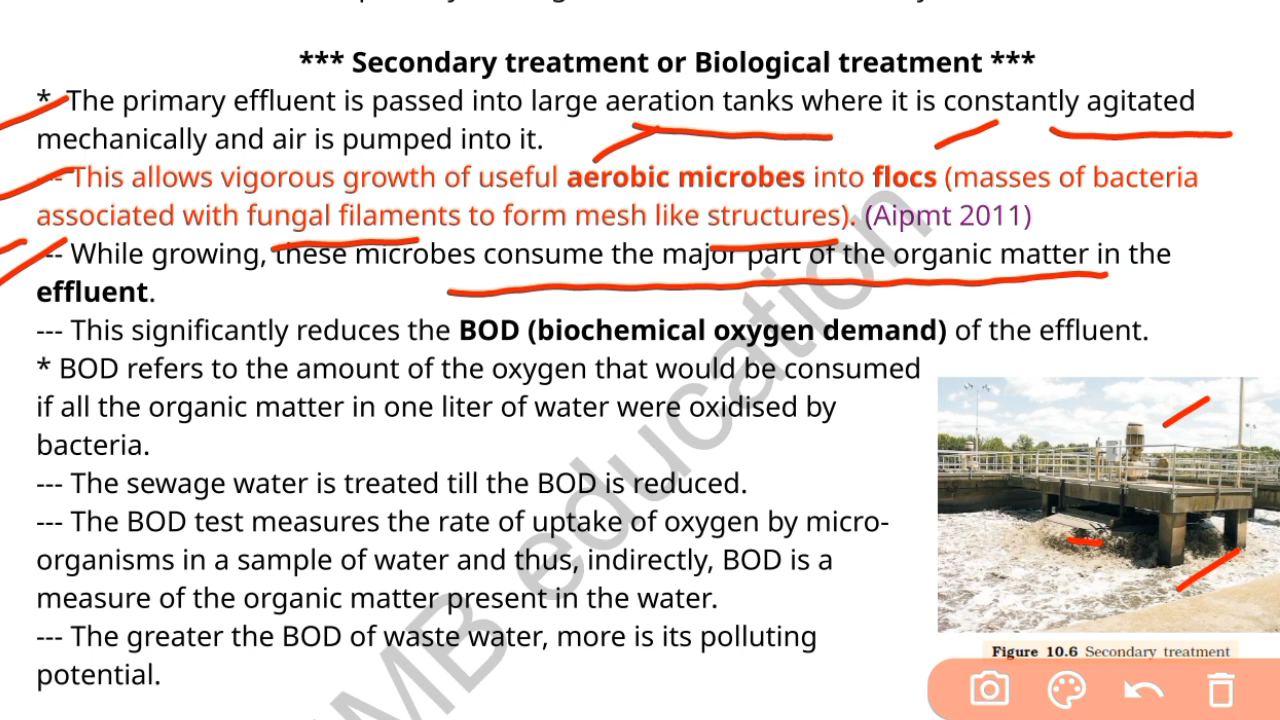 *** Secondary treatment or Biological treatment ***
* The primary effluent is passed into large aeration tanks where it is constantly agitated
mechanically and air is pumped into it.
--- This allows vigorous growth of useful aerobic microbes into flocs (masses of bacteria
associated with fungal filaments to form mesh like structures). (Aipmt 2011)
--- While growing, these microbes consume the major part of the organic matter in the
effluent.
--- This significantly reduces the BOD (biochemical oxygen demand) of the effluent.
* BOD refers to the amount of the oxygen that would be consumed
if all the organic matter in one liter of water were oxidised by
bacteria.
--- The sewage water is treated till the BOD is reduced.
--- The BOD test measures the rate of uptake of oxygen by micro-
organisms in a sample of water and thus, indirectly, BOD is a
measure of the organic matter present in the water.
--- The greater the BOD of waste water, more is its polluting
potential.
Figure 10.6 Secondary treatment
MB education